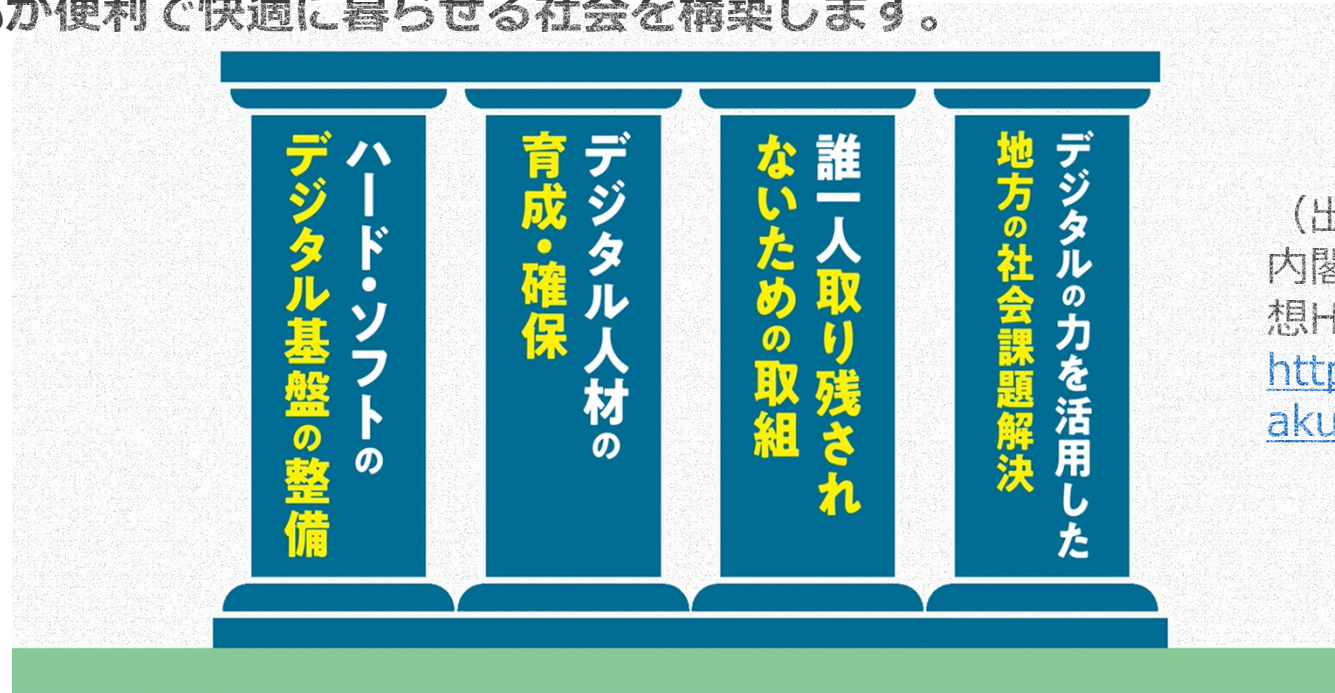 が便利で快適に暮らせる社会を構築します。
ハード・ソフトの
デジタル基盤の整備
デジタル人材の
育成・確保
誰一人取り残され
ないための取組
デジタルの力を活用した
地方の社会課題解決
（出
内閣
想H
http
aku